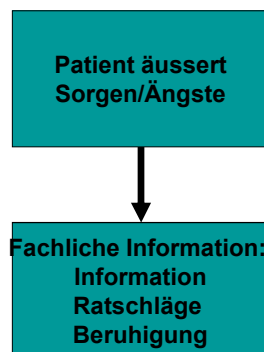 Patient äussert
Sorgen/Ängste
Fachliche Information:
Information
Ratschläge
Beruhigung